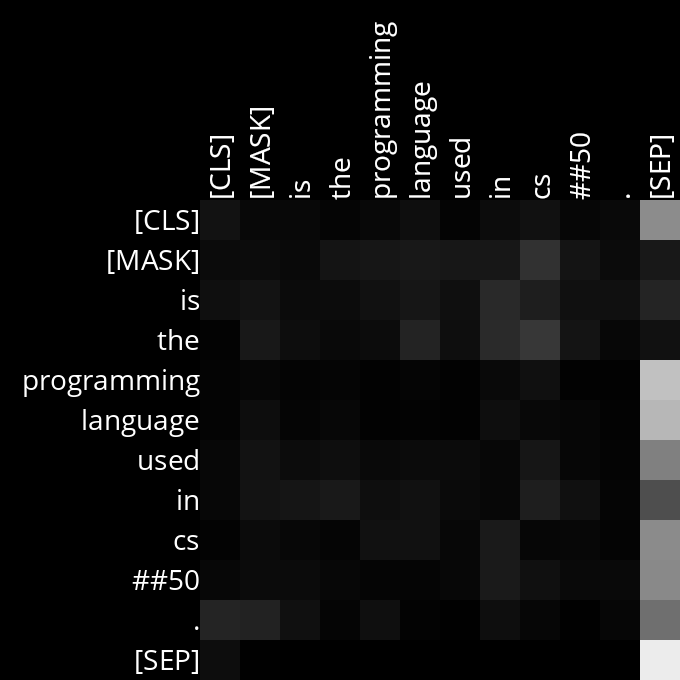 [CLS]
[MASK]
is
the
programming
language
used
in
cs
##50
.
[SEP]
[CLS]
[MASK]
is
the
programming
language
used
in
cs
##50
.
[SEP]